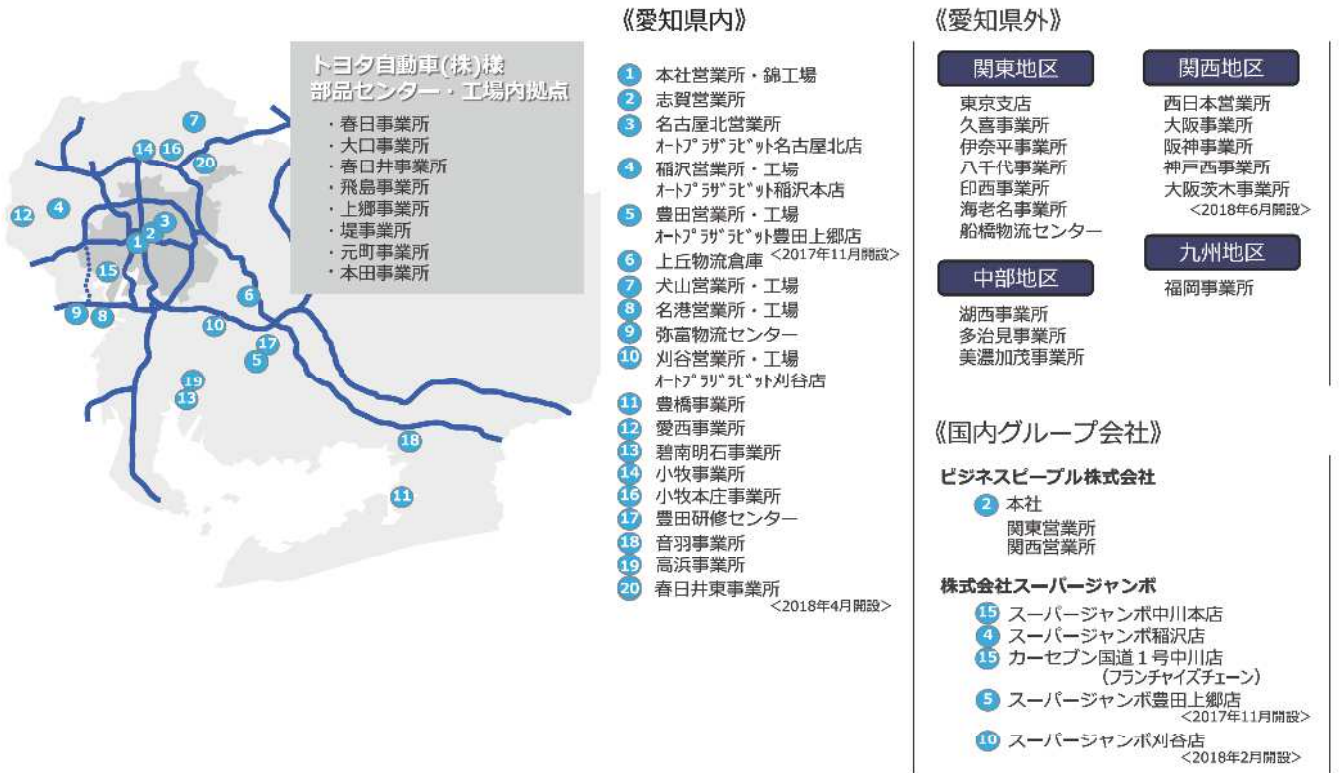 トヨタ自動車(株)様
部品センター・工場内拠点
・春日事業所
・大口事業所
・春日井事業所
・飛島事業所
・上郷事業所
・堤事業所
・元町事業所
・本田事業所
7
14
16
20
12
4
3
2
1
15
9
8
6
10
17
5
19
13
18
11
《愛知県内》
1 本社営業所・錦工場
2 志賀営業所
3 名古屋北営業所
ｵｰﾄﾌﾟﾗｻﾞﾗﾋﾞｯﾄ名古屋北店
4 稲沢営業所・工場
ｵｰﾄﾌﾟﾗｻﾞﾗﾋﾞｯﾄ稲沢本店
5 豊田営業所・工場
ｵｰﾄﾌﾟﾗｻﾞﾗﾋﾞｯﾄ豊田上郷店
<2017年11月開設>
6 上丘物流倉庫
7 犬山営業所・工場
8 名港営業所・工場
9 弥富物流センター
10 刈谷営業所・工場
ｵｰﾄﾌﾟﾗｻﾞﾗﾋﾞｯﾄ刈谷店
11 豊橋事業所
12 愛西事業所
13 碧南明石事業所
14 小牧事業所
16 小牧本庄事業所
17 豊田研修センター
18 音羽事業所
19 高浜事業所
20 春日井東事業所
<2018年4月開設>
《愛知県外》
関東地区
東京支店
久喜事業所
伊奈平事業所
八千代事業所
印西事業所
海老名事業所
船橋物流センター
中部地区
湖西事業所
多治見事業所
美濃加茂事業所
関西地区
西日本営業所
大阪事業所
阪神事業所
神戸西事業所
大阪茨木事業所
<2018年6月開設>
九州地区
福岡事業所
《国内グループ会社》
ビジネスピープル株式会社
2 本社
関東営業所
関西営業所
株式会社スーパージャンボ
15 スーパージャンボ中川本店
4 スーパージャンボ稲沢店
15 カーセブン国道１号中川店
(フランチャイズチェーン)
5 スーパージャンボ豊田上郷店
<2017年11月開設>
10 スーパージャンボ刈谷店
<2018年2月開設>